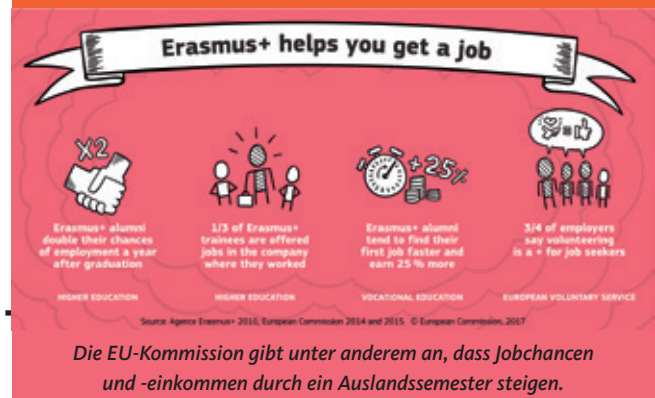 Erasmus+ helps you get a job
X2
Erasmus+ alumni
double their chances
of employment a year
after graduation
HIGHER EDUCATION
1/3 of Erasmus+
trainees are offered
jobs in the company
where they worked
HIGHER EDUCATION
+25%
Erasmus+ alumni
tend to find their
first job faster and
earn 25 % more
VOCATIONAL EDUCATION
3/4 of employers
say volunteering
is a + for job seekers
EUROPEAN VOLUNTARY SERVICE
Source: Agence Erasmus+ 2010, European Commission 2014 and 2015 © European Commission, 2017
Die EU-Kommission gibt unter anderem an, dass Jobchancen
und -einkommen durch ein Auslandssemester steigen.